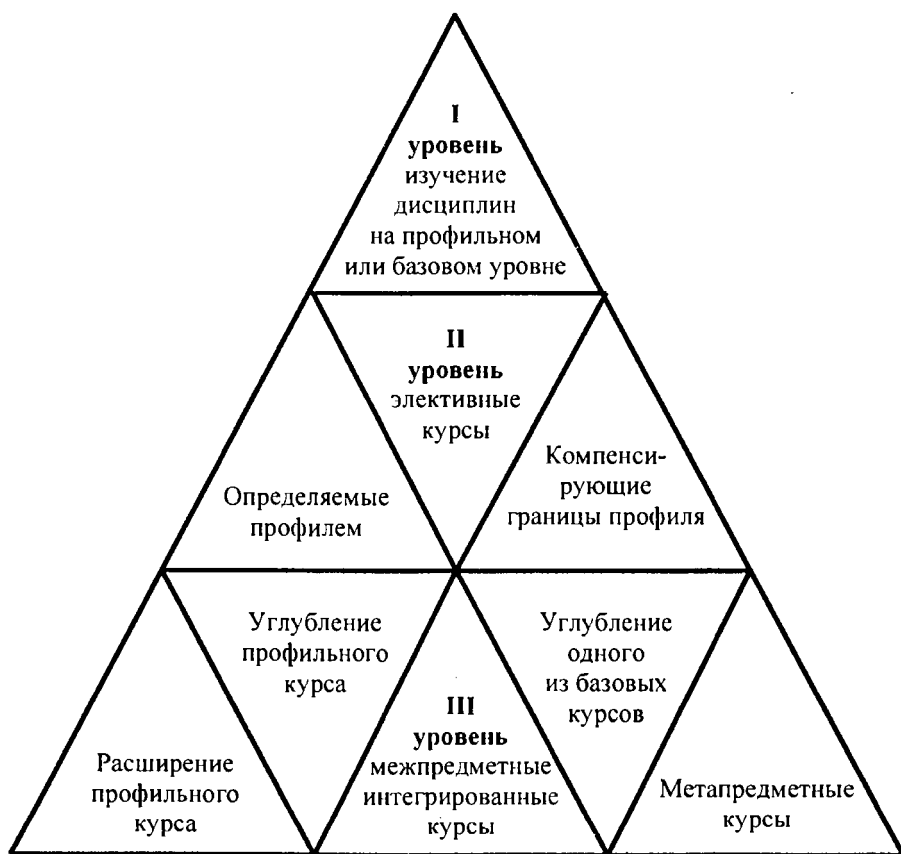 I
уровень
изучение
дисциплин
на профильном
или базовом уровне
II
уровень
элективные
курсы
Определяемые
профилем
Компенси-
рующие
границы профиля
Расширение
профильного
курса
Углубление
профильного
курса
III
уровень
межпредметные
интегрированные
курсы
Углубление
одного
из базовых
курсов
Метапредметные
курсы